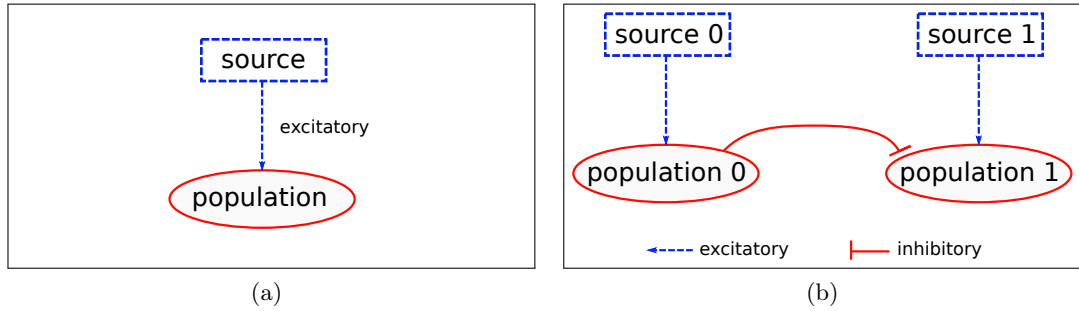 source
excitatory
population
(a)
source 0
source 1
population 0
population 1
excitatory
inhibitory
(b)